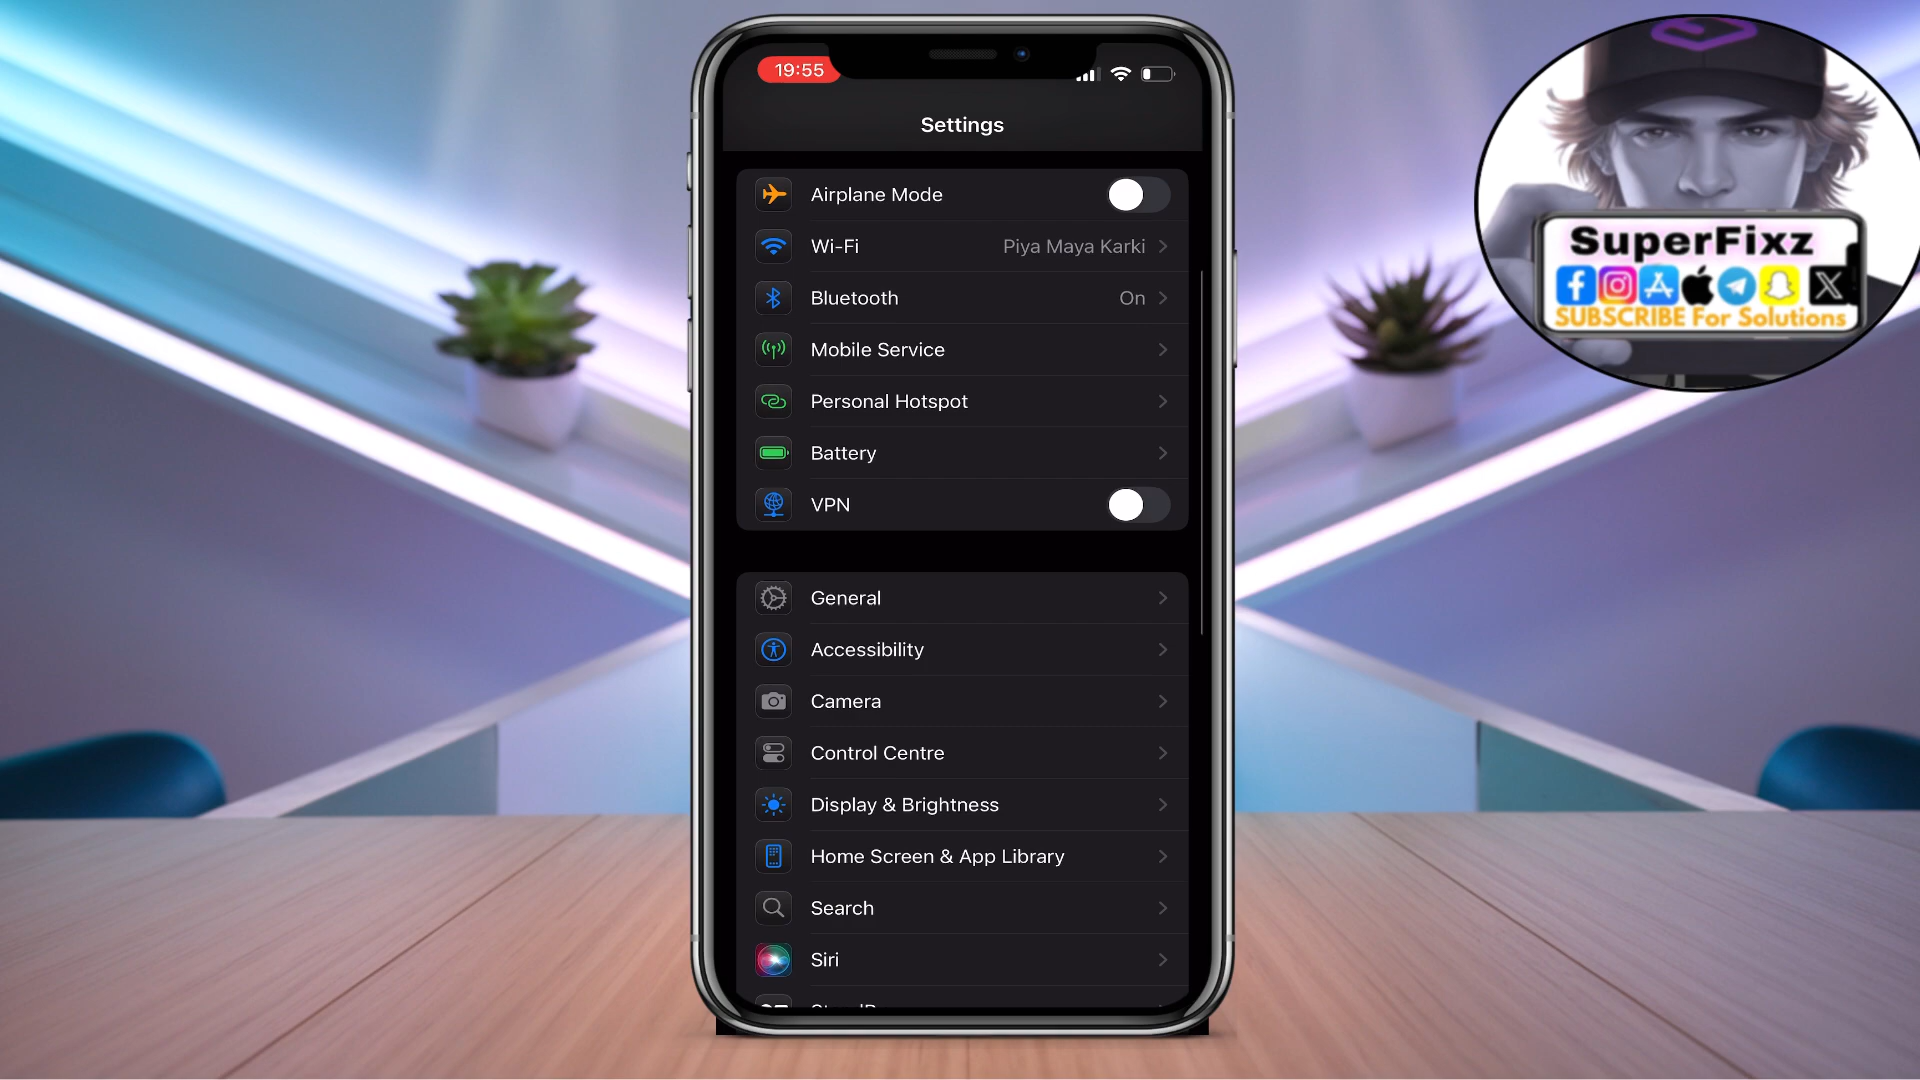 19:55
Settings
Airplane Mode
Wi-Fi Piya Maya Karki
Bluetooth On
Mobile Service
Personal Hotspot
Battery
VPN
General
Accessibility
Camera
Control Centre
Display & Brightness
Home Screen & App Library
Search
Siri
SuperFixz
SUBSCRIBE For Solutions